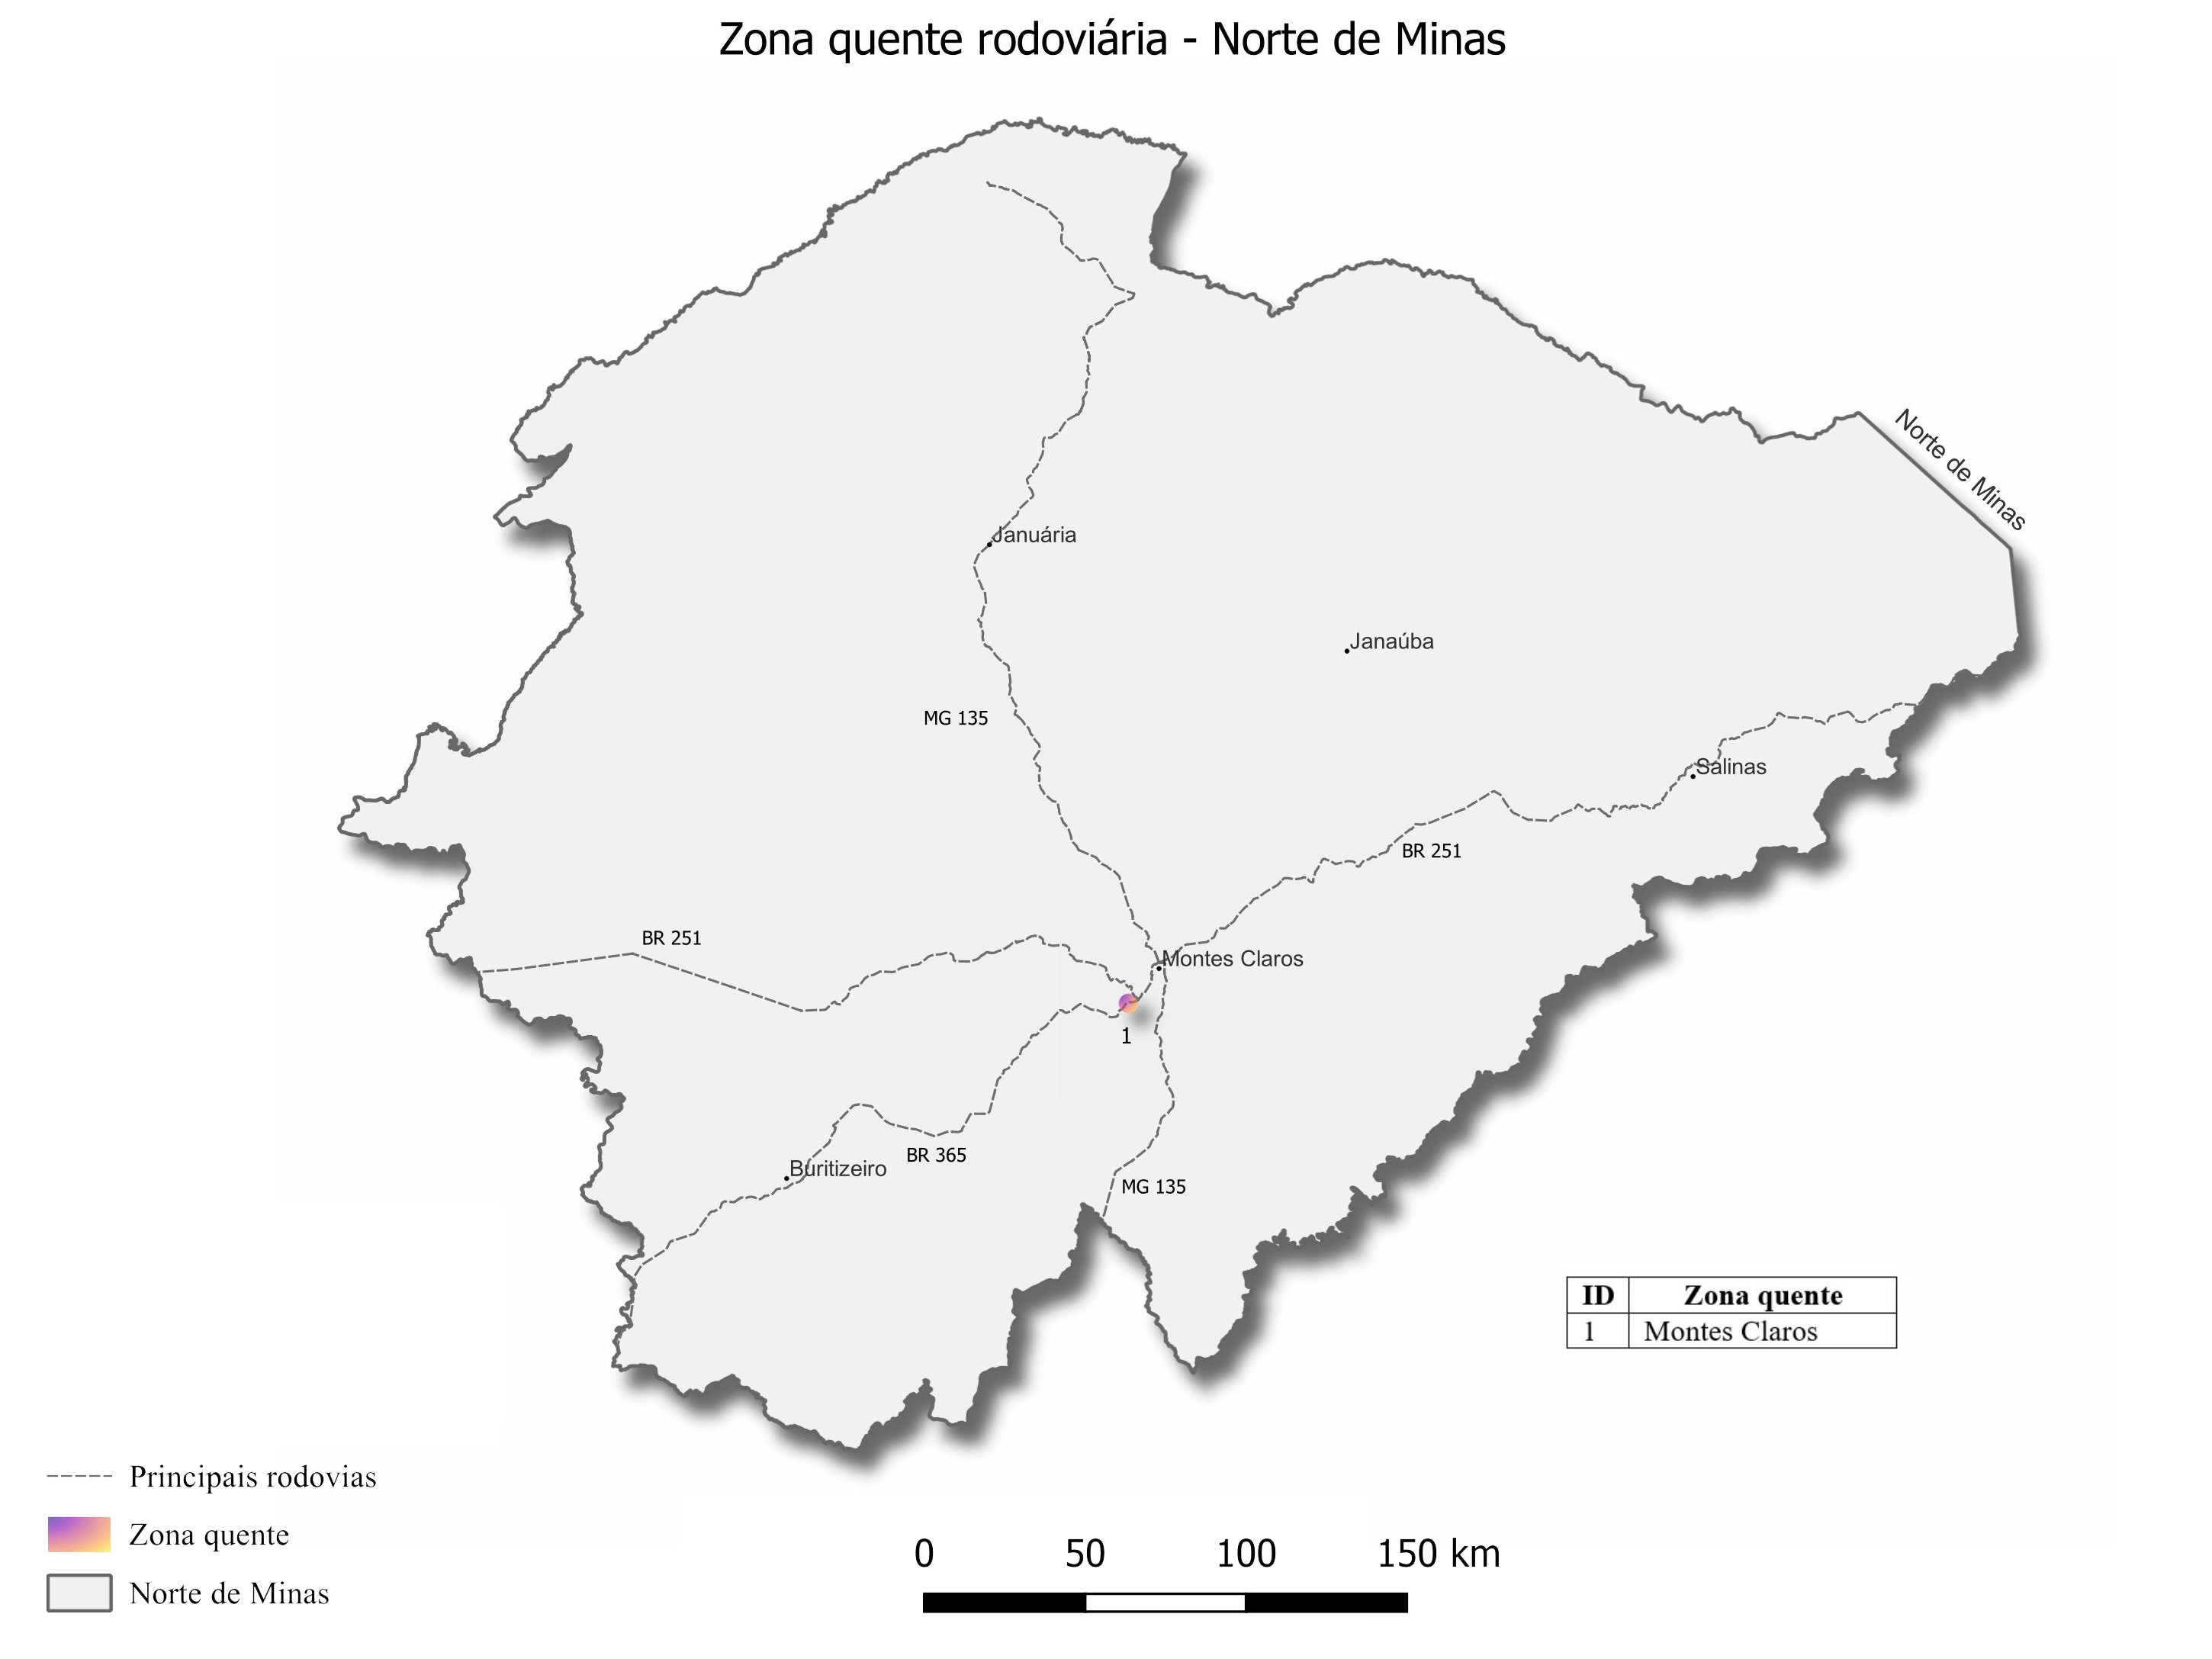 Zona quente rodoviária - Norte de Minas
Norte de Minas
Januária
Janaúba
MG 135
Salinas
BR 251
BR 251
Montes Claros
1
BR 365
Buritizeiro
MG 135
ID Zona quente
1 Montes Claros
Principais rodovias
Zona quente
Norte de Minas
0 50 100 150 km